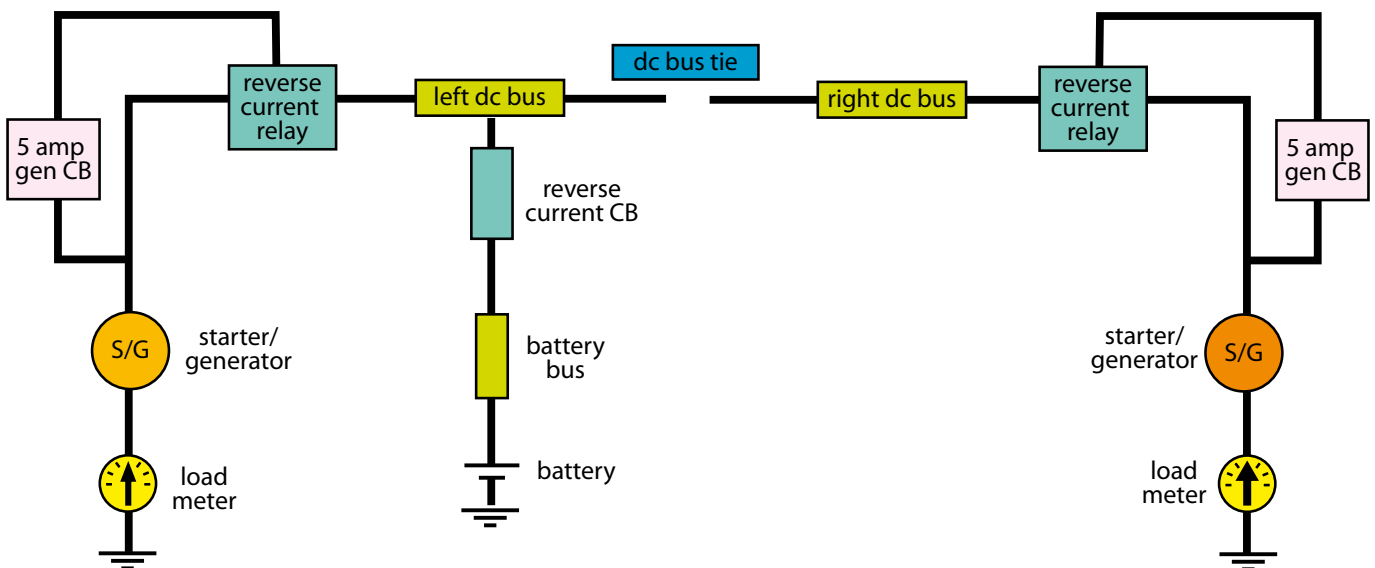 dc bus tie
reverse
current
relay
left dc bus
right dc bus
reverse
current
relay
5 amp
gen CB
5 amp
gen CB
reverse
current CB
S/G
starter/
generator
battery
bus
starter/
generator
S/G
load
meter
battery
load
meter